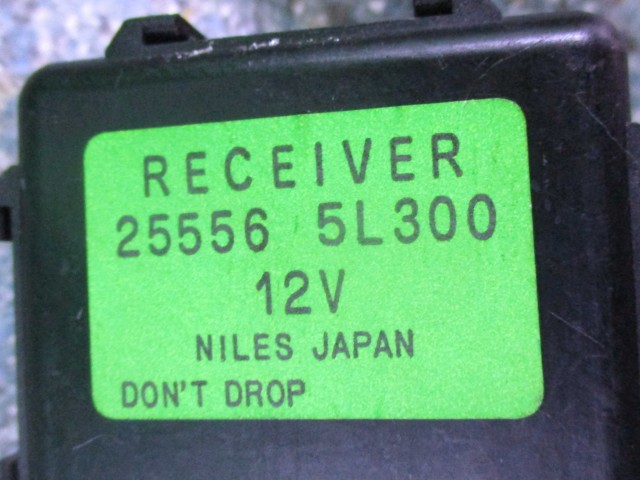 RECEIVER
25556 5L300
12V
NILES JAPAN
DON'T DROP